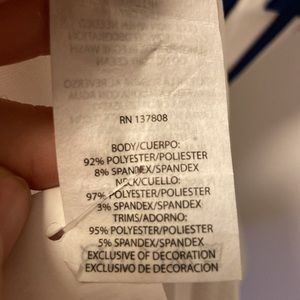 RN 137808
BODY/CUERPO:
92% POLYESTER/POLIESTER
8% SPANDEX/SPANDEX
NECK/CUELLO:
97% POLYESTER/POLIESTER
3% SPANDEX/SPANDEX
TRIMS/ADORNO:
95% POLYESTER/POLIESTER
5% SPANDEX/SPANDEX
EXCLUSIVE OF DECORATION
EXCLUSIVO DE DECORACIÓN